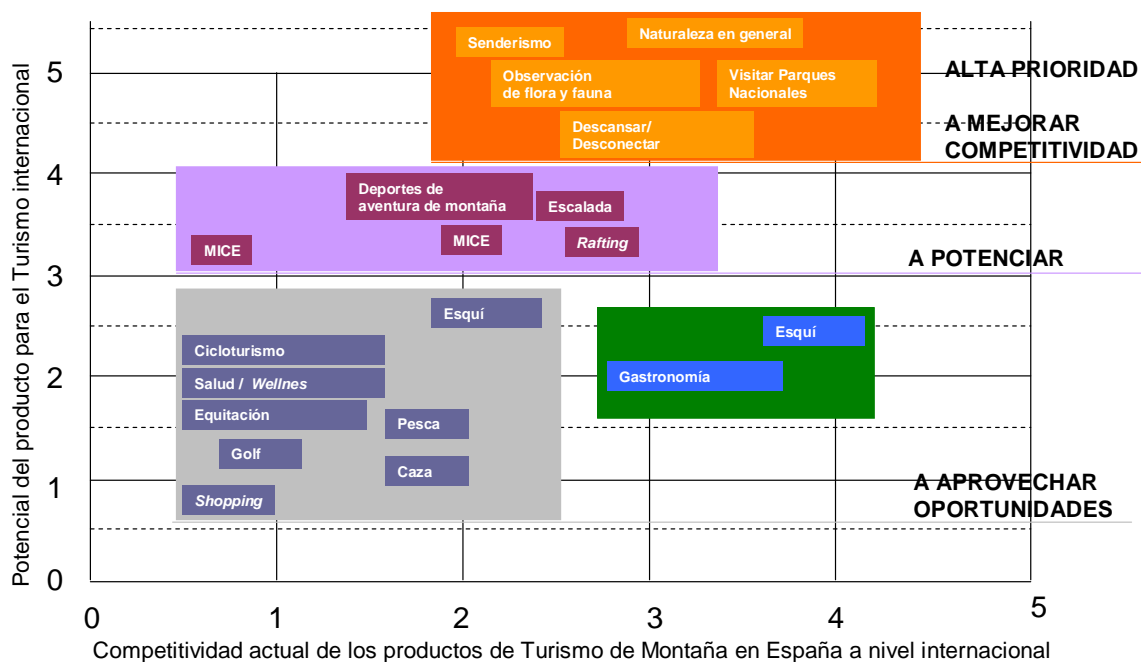 Potencial del producto para el Turismo internacional
5
4
3
2
1
0
Senderismo
Naturaleza en general
Observación
de flora y fauna
Visitar Parques
Nacionales
Descansar/
Desconectar
ALTA PRIORIDAD
A MEJORAR
COMPETITIVIDAD
Deportes de
aventura de montaña
Escalada
MICE
MICE
Rafting
A POTENCIAR
Esquí
Cicloturismo
Salud / Wellnes
Equitación
Pesca
Golf
Caza
Shopping
Esquí
Gastronomía
A APROVECHAR
OPORTUNIDADES
0
1
2
3
4
5
Competitividad actual de los productos de Turismo de Montaña en España a nivel internacional